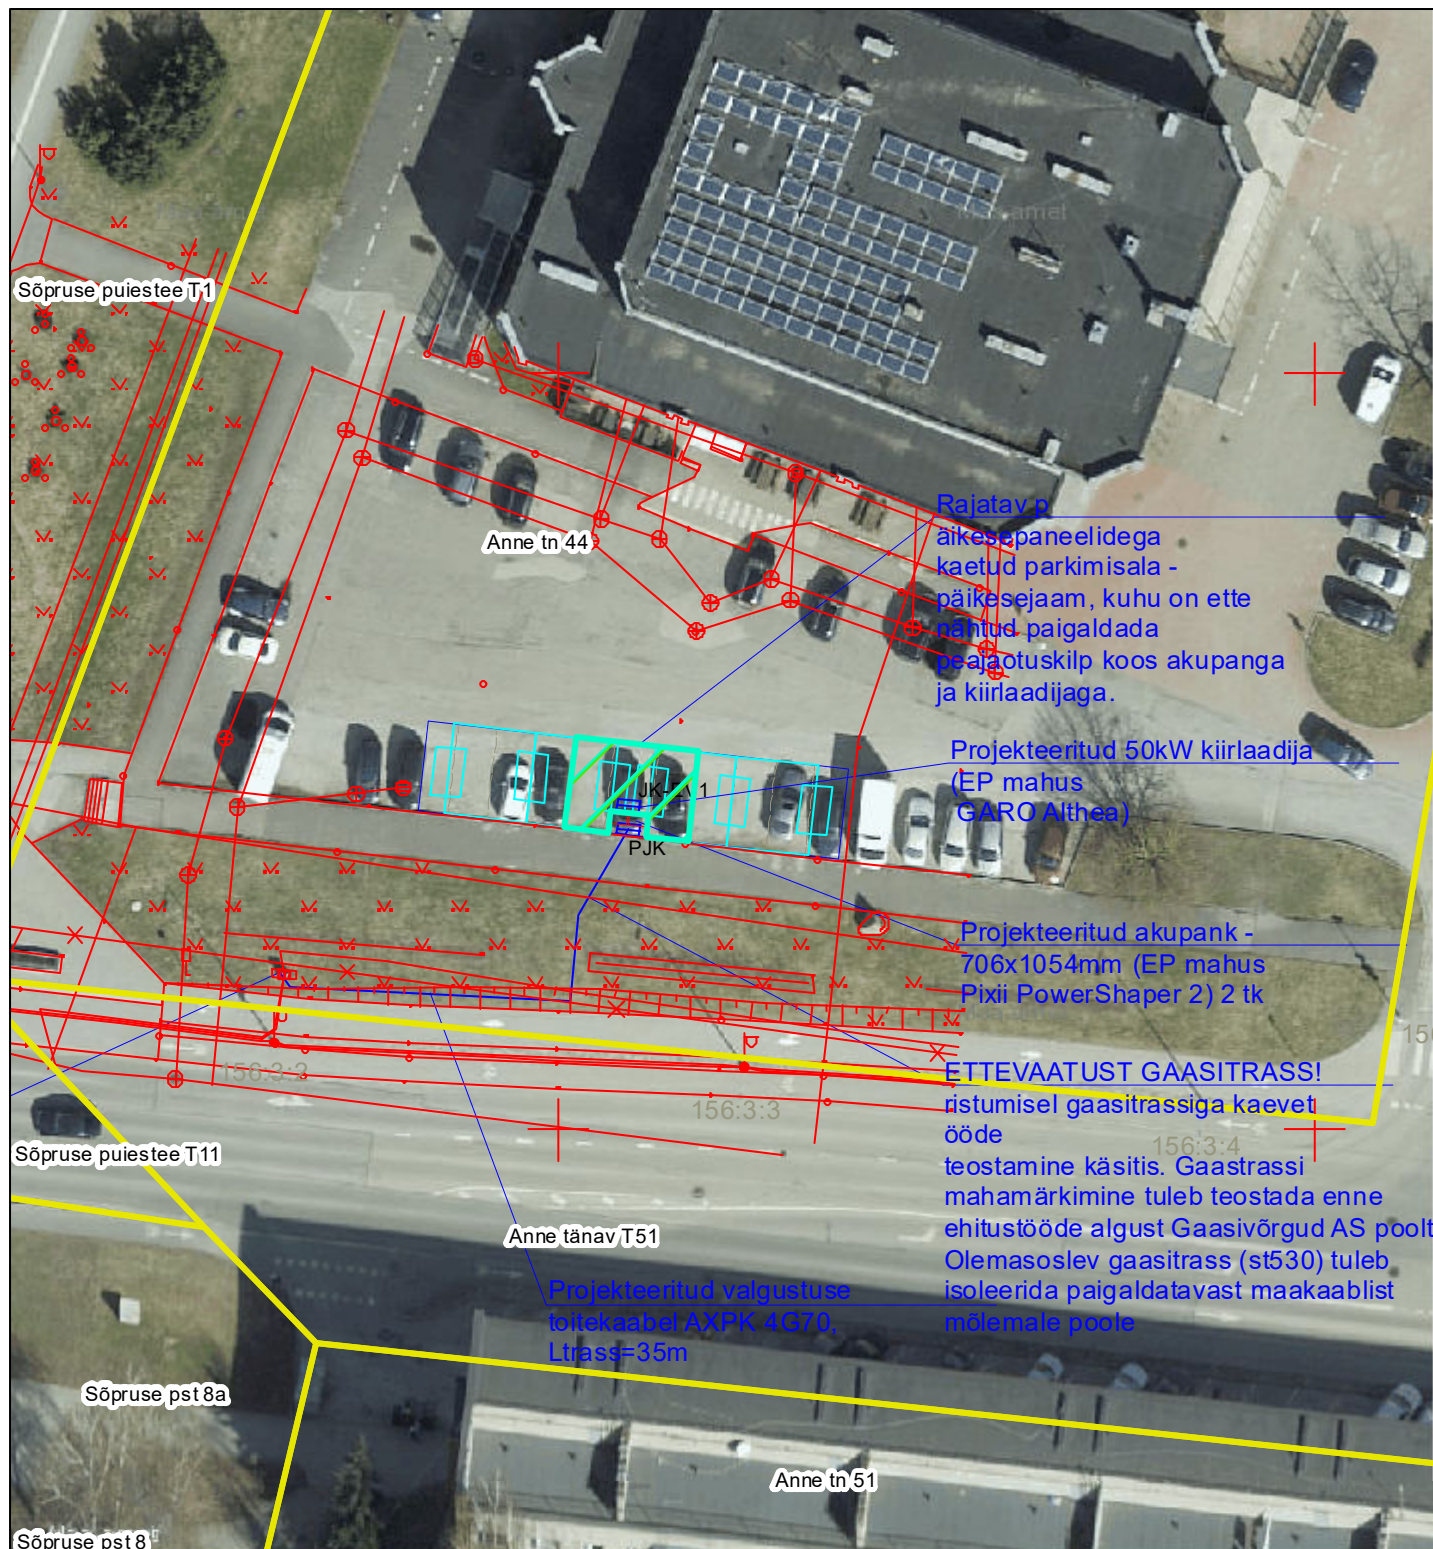 Maa-amet
Sõpruse puiestee T1
Anne tn 44
Rajatav p
äikesepaneelidega
kaetud parkimisala -
päikesejaam, kuhu on ette
nähtud paigaldada
peajaotuskilp koos akupanga
ja kiirlaadijaga.
Projekteeritud 50kW kiirlaadija
(EP mahus
GARO Althea)
JK-EV1
PJK
Projekteeritud akupank -
706x1054mm (EP mahus
Pixii PowerShaper 2) 2 tk
156:3:2
156:3:3
156:3:4
ETTEVAATUST GAASITRASS!
ristumisel gaasitrassiga kaevet
ööde
teostamine käsitis. Gaastrassi
mahamärkimine tuleb teostada enne
ehitustööde algust Gaasivõrgud AS poolt
Olemasoslev gaasitrass (st530) tuleb
isoleerida paigaldatavast maakaablist
mõlemale poole
Sõpruse puiestee T11
Anne tänav T51
Projekteeritud valgustuse
toitekaabel AXPK 4G70,
Ltrass=35m
Sõpruse pst 8a
Anne tn 51
Sõpruse pst 8